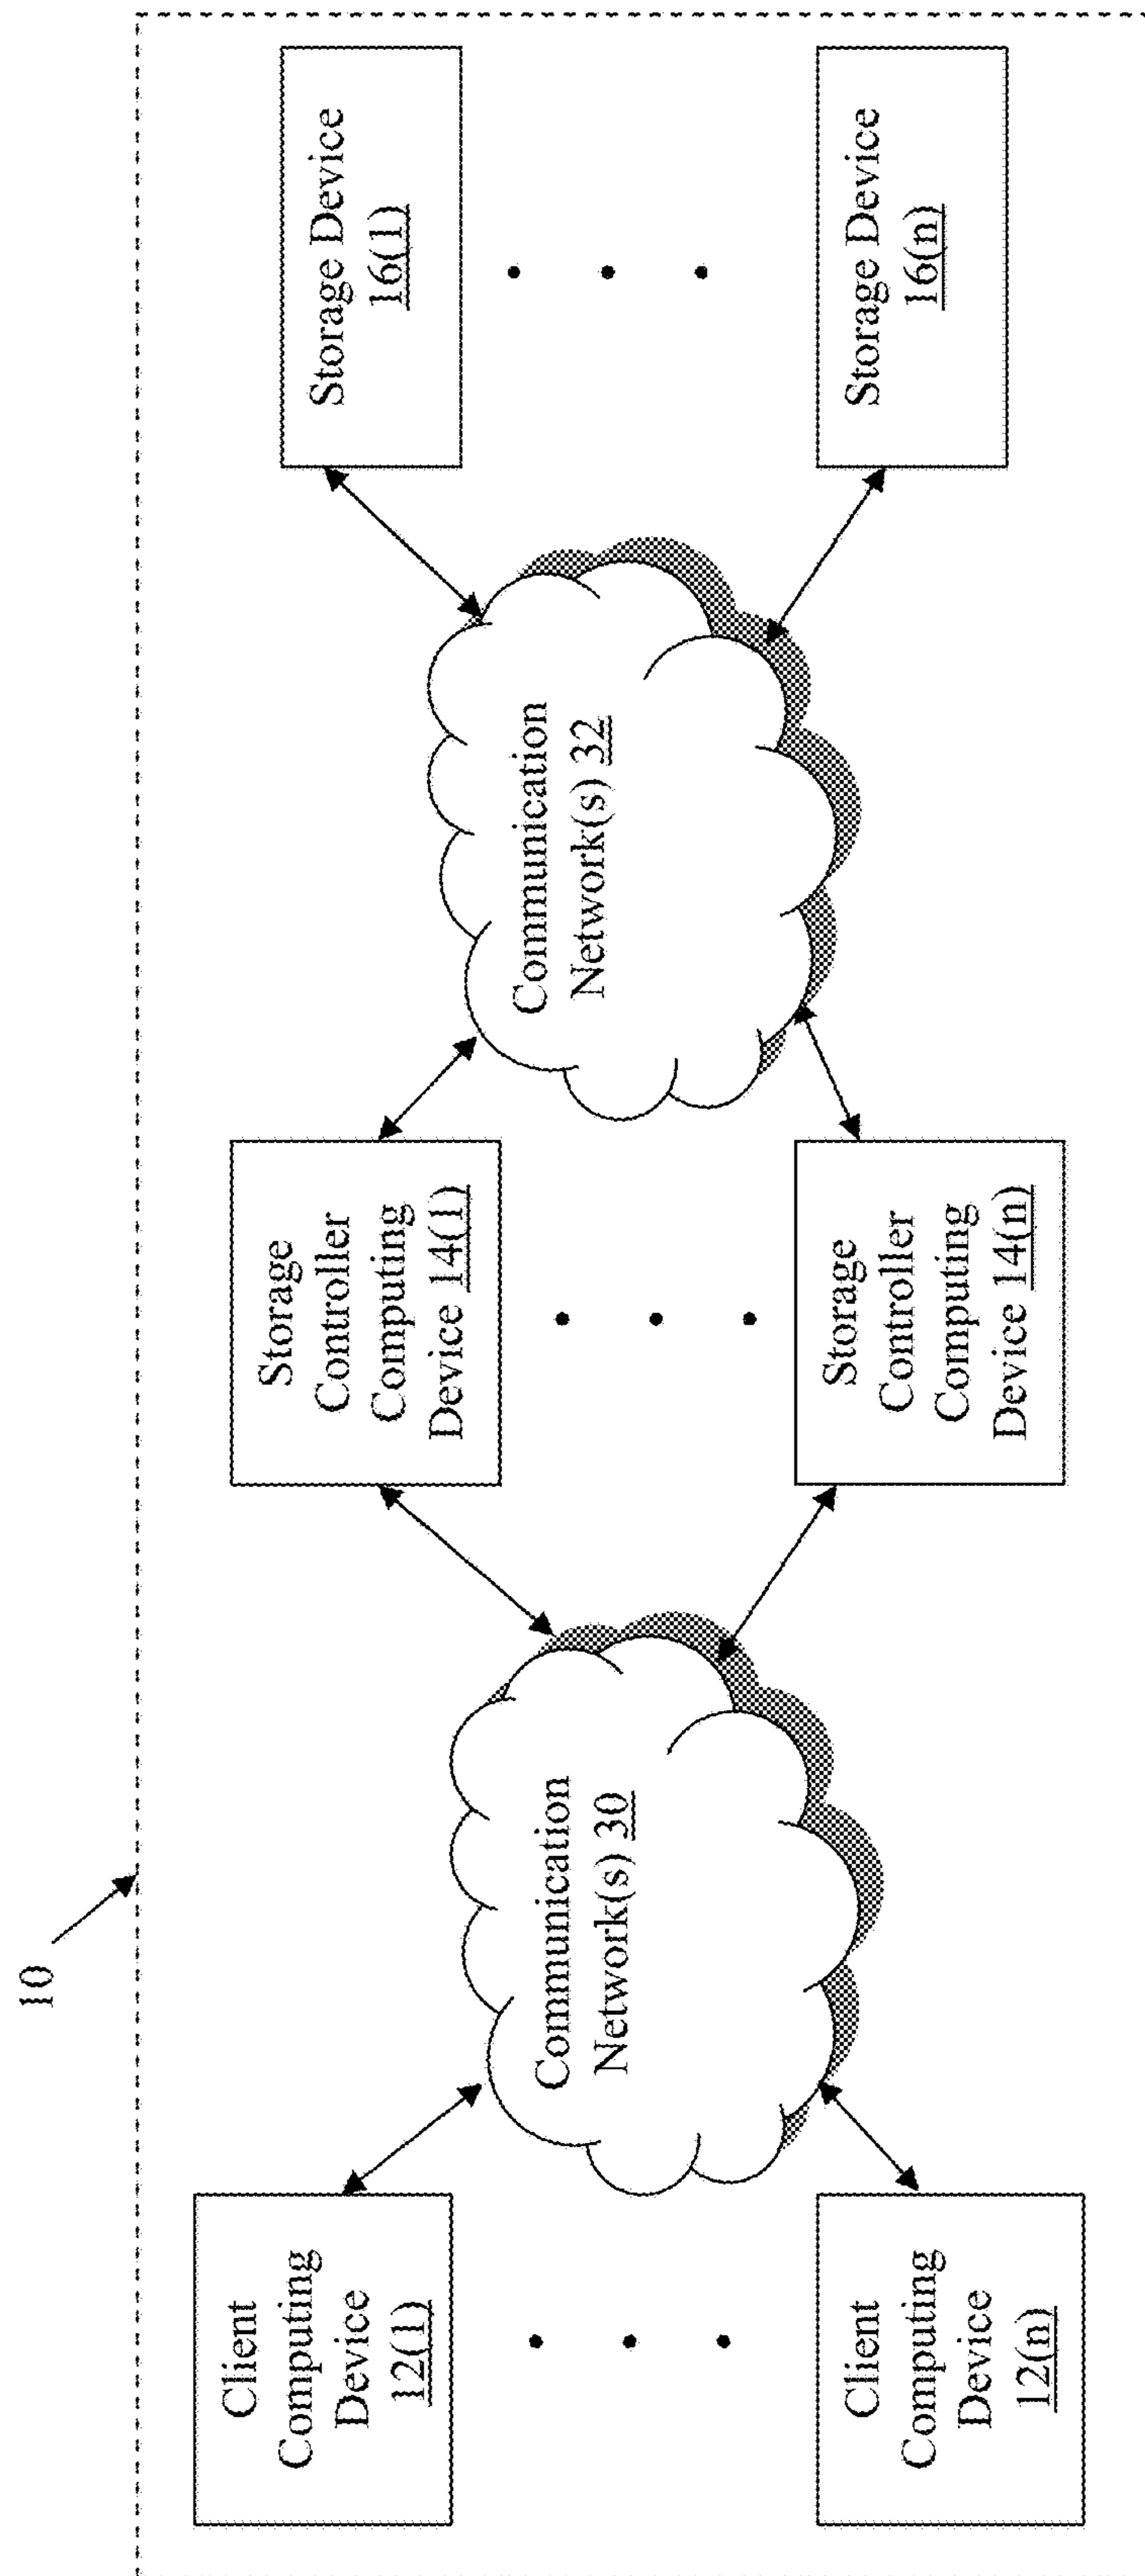 10
Client
Computing
Device
12(1)
Client
Computing
Device
12(n)
Communication
Network(s) 30
Storage
Controller
Computing
Device 14(1)
Storage
Controller
Computing
Device 14(n)
Communication
Network(s) 32
Storage Device
16(1)
Storage Device
16(n)